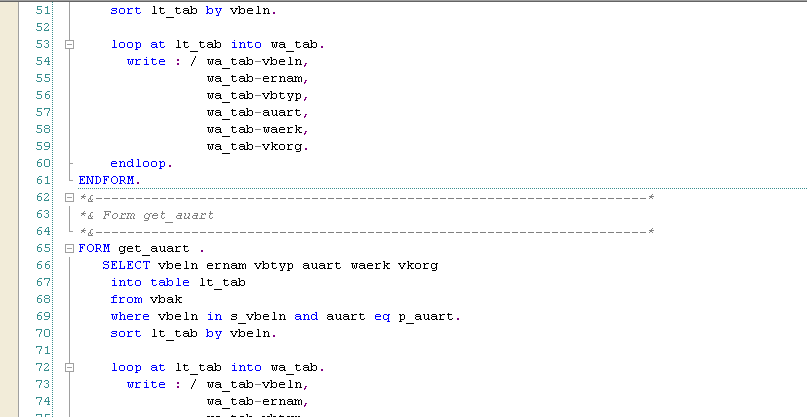 51 sort lt_tab by vbeln.
52
53 loop at lt_tab into wa_tab.
54 write : / wa_tab-vbeln,
55 wa_tab-ernam,
56 wa_tab-vbtyp,
57 wa_tab-auart,
58 wa_tab-waerk,
59 wa_tab-vkorg.
60 endloop.
61 ENDFORM.
62 *&---------------------------------------------------------------------*
63 *& Form get_auart
64 *&---------------------------------------------------------------------*
65 FORM get_auart .
66 SELECT vbeln ernam vbtyp auart waerk vkorg
67 into table lt_tab
68 from vbak
69 where vbeln in s_vbeln and auart eq p_auart.
70 sort lt_tab by vbeln.
71
72 loop at lt_tab into wa_tab.
73 write : / wa_tab-vbeln,
74 wa_tab-ernam,